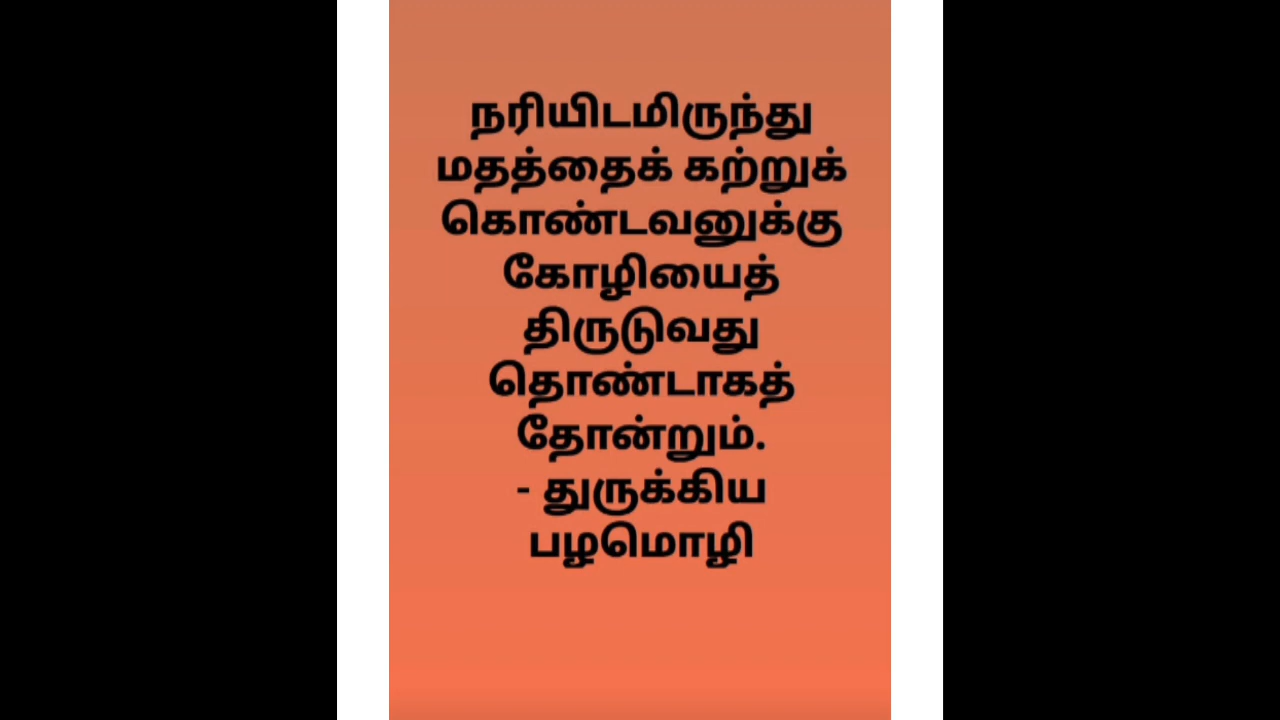 நரியிடமிருந்து
மதத்தைக் கற்றுக்
கொண்டவனுக்கு
கோழியைத்
திருடுவது
தொண்டாகத்
தோன்றும்.
- துருக்கிய
பழமொழி